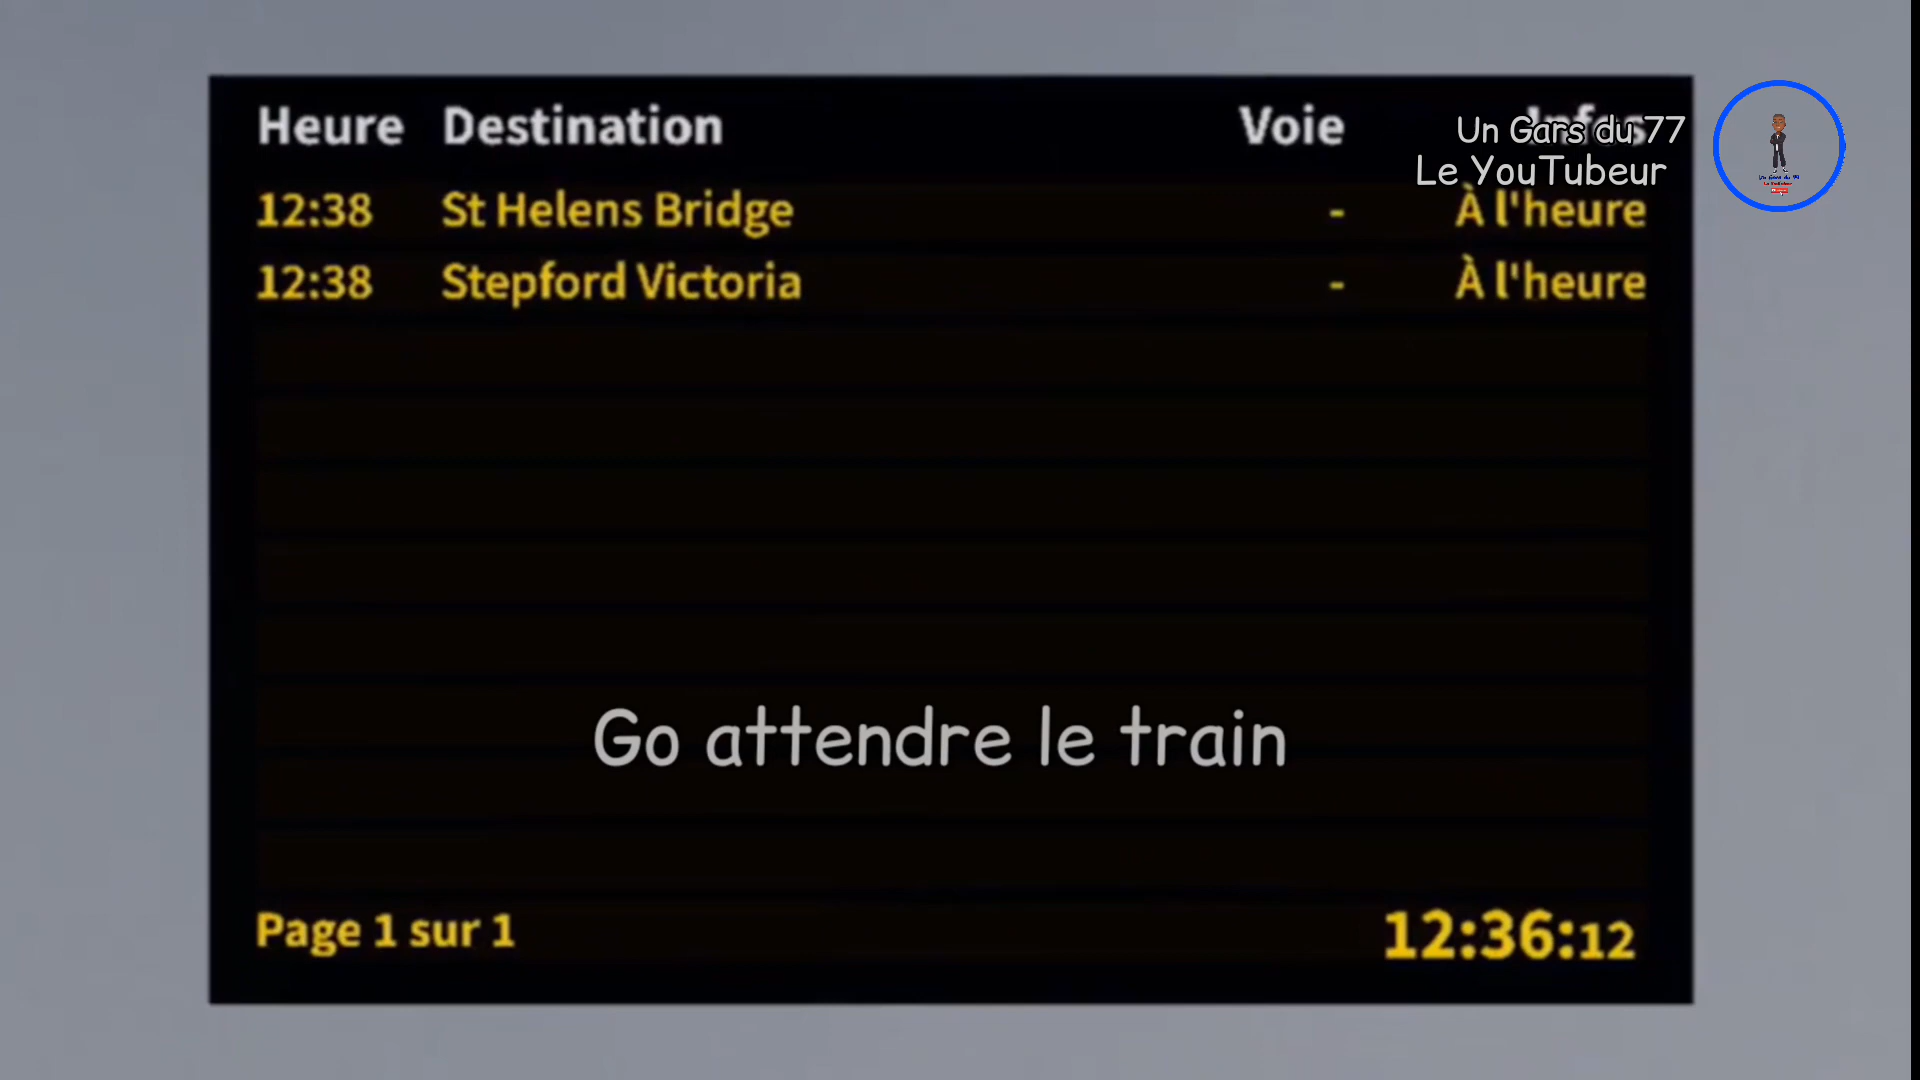 Heure Destination Voie Infos
Un Gars du 77
Le YouTubeur
12:38 St Helens Bridge - À l'heure
12:38 Stepford Victoria - À l'heure
Go attendre le train
Page 1 sur 1 12:36:12